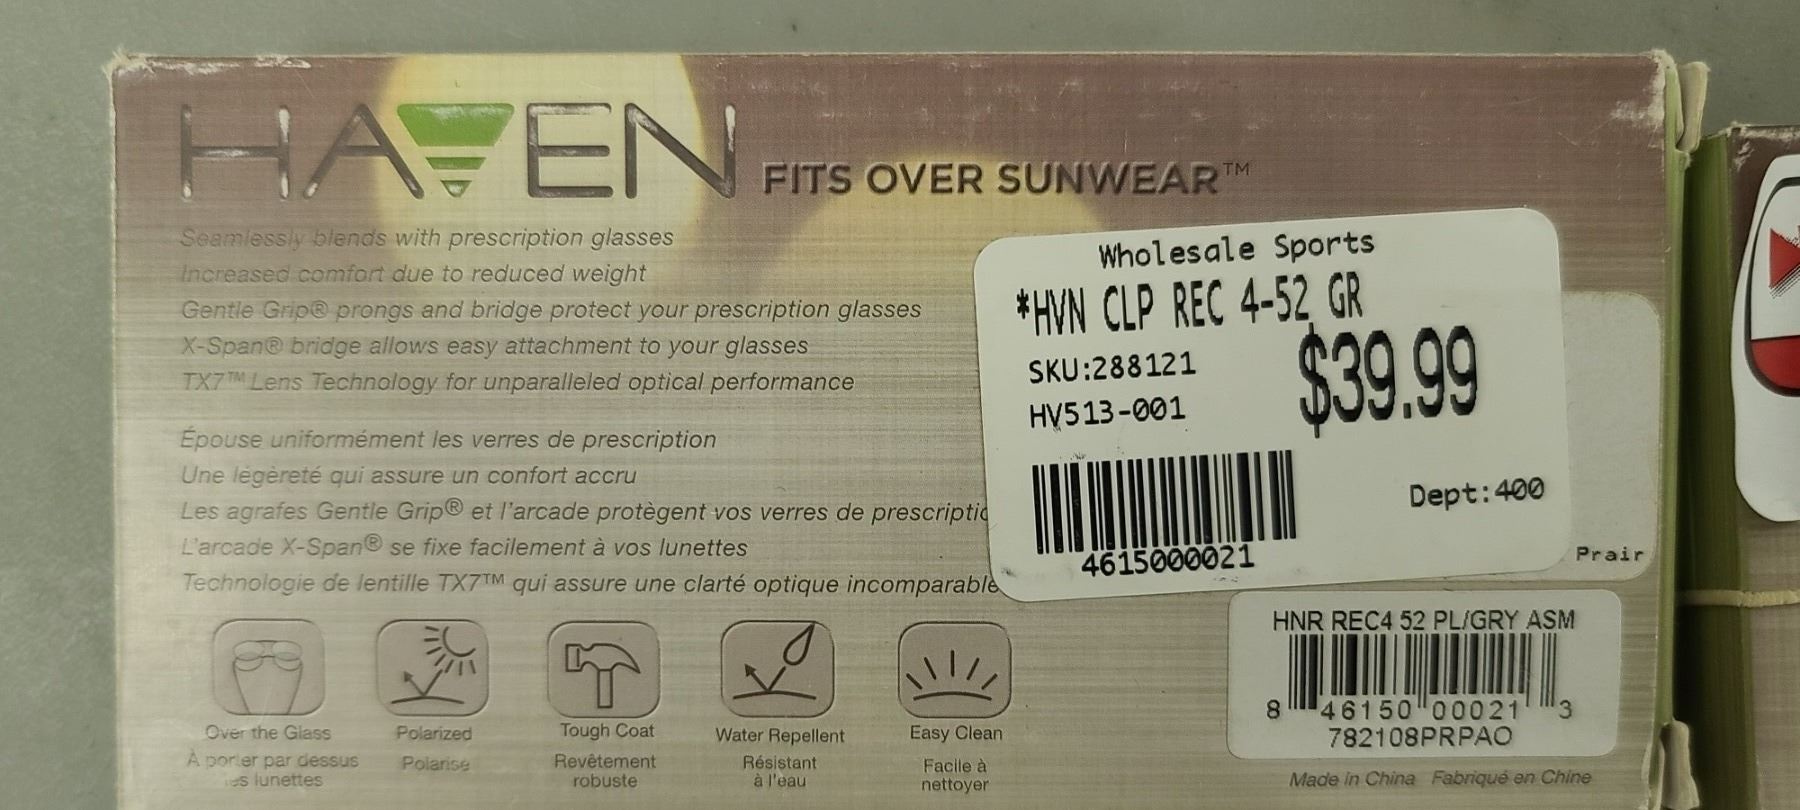 HAVEN FITS OVER SUNWEAR™
Seamlessly blends with prescription glasses
Increased comfort due to reduced weight
Gentle Grip® prongs and bridge protect your prescription glasses
X-Span® bridge allows easy attachment to your glasses
TX7™ Lens Technology for unparalleled optical performance
Épouse uniformément les verres de prescription
Une légèreté qui assure un confort accru
Les agrafes Gentle Grip® et l'arcade protègent vos verres de prescriptio
L'arcade X-Span® se fixe facilement à vos lunettes
Technologie de lentille TX7™ qui assure une clarté optique incomparable
Over the Glass
À porter par dessus
les lunettes
Polarized
Polarise
Tough Coat
Revêtement
robuste
Water Repellent
Résistant
à l'eau
Easy Clean
Facile à
nettoyer
Wholesale Sports
*HVN CLP REC 4-52 GR
SKU:288121
$39.99
HV513-001
Dept:400
4615000021
Prair
HNR REC4 52 PL/GRY ASM
8 46150 00021 3
782108PRPAO
Made in China Fabriqué en Chine